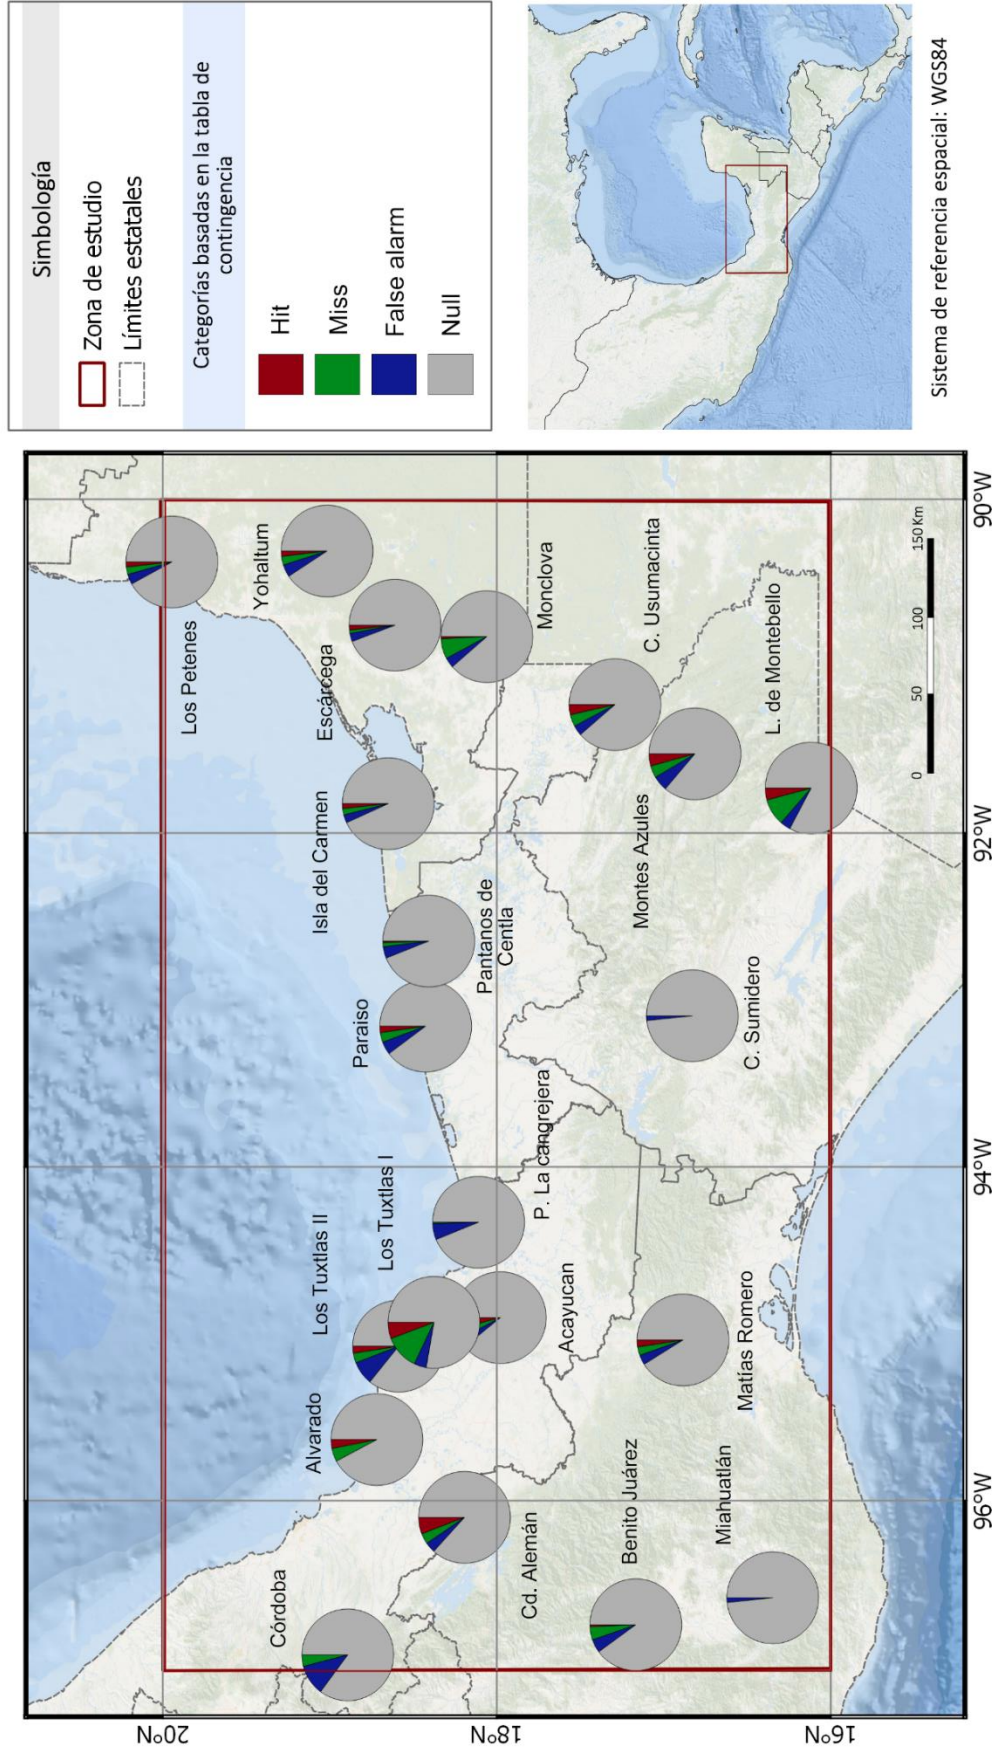 Los Petenes
Yohaltum
Escárcega
Monclova
Isla del Carmen
C. Usumacinta
Pantanos de
Centla
Montes Azules
L. de Montebello
Paraiso
C. Sumidero
P. La cangrejera
Los Tuxtlas I
Los Tuxtlas II
Acayucan
Alvarado
Matías Romero
Cd. Alemán
Benito Juárez
Miahuatlán
Córdoba
20°N
18°N
16°N
96°W
94°W
92°W
90°W
0 50 100 150 Km
Simbología
Zona de estudio
Límites estatales
Categorías basadas en la tabla de
contingencia
Hit
Miss
False alarm
Null
Sistema de referencia espacial: WGS84